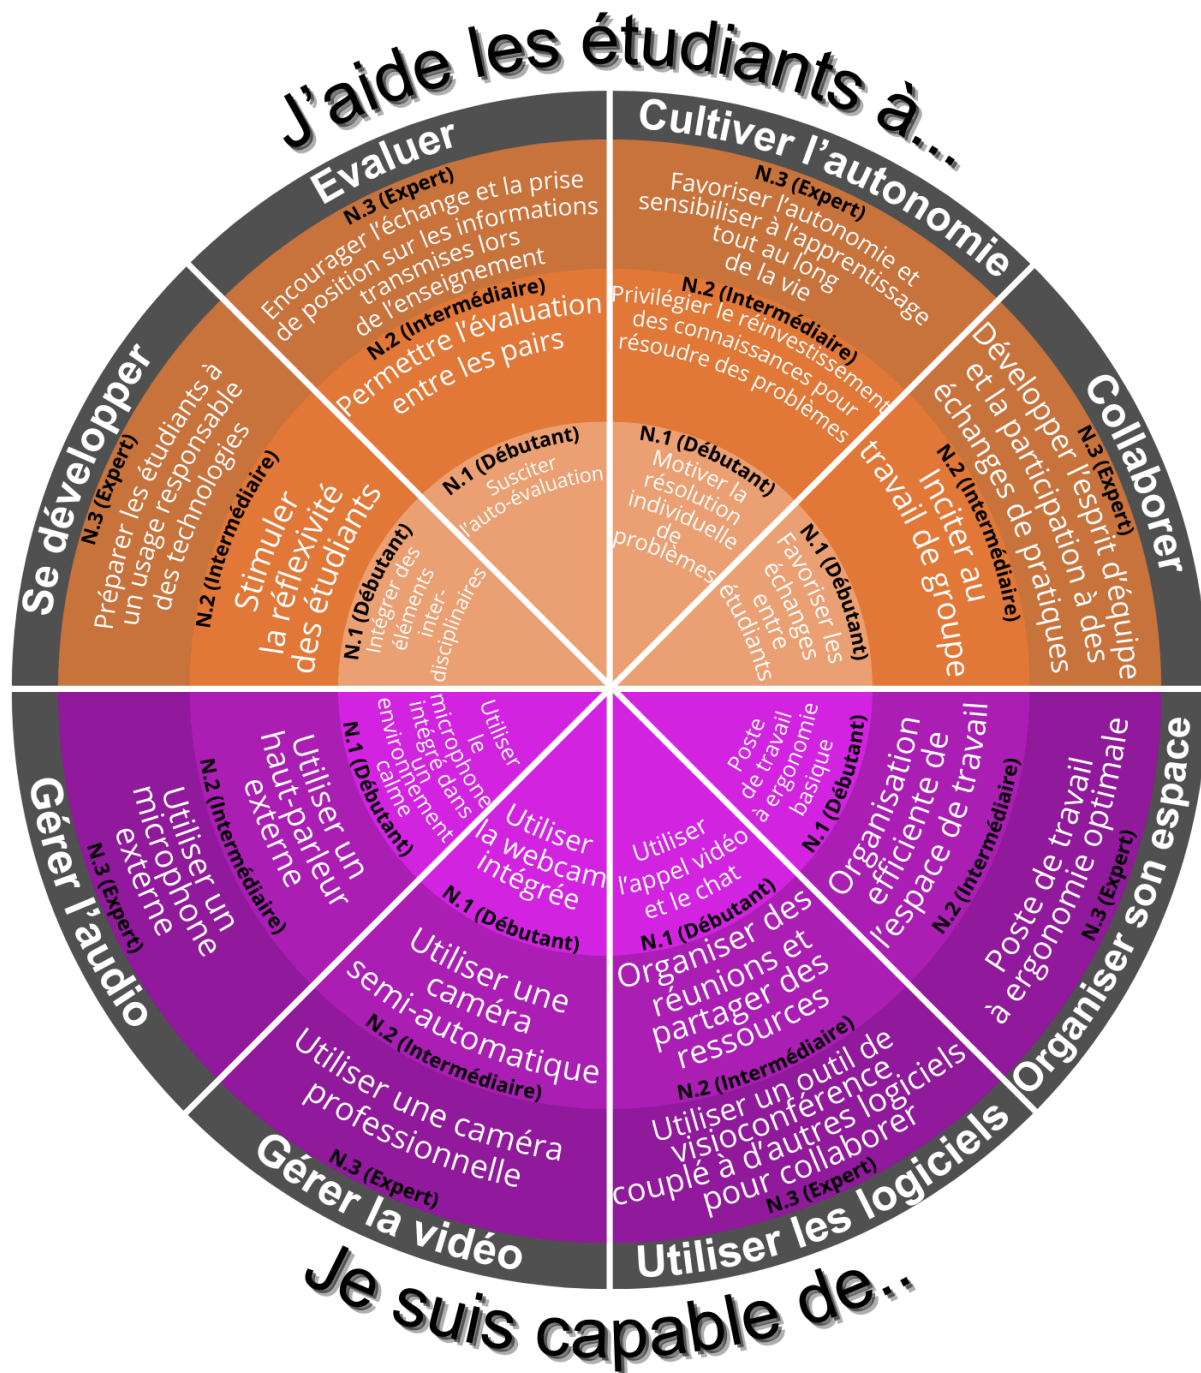 J'aide les étudiants à...
Se développer
N.3 (Expert)
Préparer les étudiants à
un usage responsable
des technologies
N.2 (Intermédiaire)
Stimuler
la réflexivité
des étudiants
N.1 (Débutant)
Intégrer des
éléments
inter-
disciplinaires
Evaluer
N.3 (Expert)
Encourager l'échange et la prise
de position sur les informations
transmises lors
de l'enseignement
N.2 (Intermédiaire)
Permettre l'évaluation
entre les pairs
N.1 (Débutant)
Susciter
l'auto-évaluation
Cultiver l'autonomie
N.3 (Expert)
Favoriser l'autonomie et
sensibiliser à l'apprentissage
tout au long
de la vie
N.2 (Intermédiaire)
Privilégier le réinvestissement
des connaissances pour
résoudre des problèmes
N.1 (Débutant)
Motiver la
résolution
individuelle
de
problèmes
Collaborer
N.3 (Expert)
Développer l'esprit d'équipe
et la participation à des
échanges de pratiques
N.2 (Intermédiaire)
Inciter au
travail de groupe
N.1 (Débutant)
Favoriser les
échanges
entre
étudiants
Gérer l'audio
Utiliser
le
microphone
intégré dans
un
environnement
calme
N.1 (Débutant)
Utiliser un
haut-parleur
externe
N.2 (Intermédiaire)
Utiliser un
microphone
externe
N.3 (Expert)
Gérer la vidéo
Utiliser
la webcam
intégrée
N.1 (Débutant)
Utiliser une
caméra
semi-automatique
N.2 (Intermédiaire)
Utiliser une caméra
professionnelle
N.3 (Expert)
Utiliser les logiciels
Utiliser
l'appel vidéo
et le chat
N.1 (Débutant)
Organiser des
réunions et
partager des
ressources
N.2 (Intermédiaire)
Utiliser un outil de
visioconférence
couplé à d'autres logiciels
pour collaborer
N.3 (Expert)
Organiser son espace
Poste
de travail
à ergonomie
basique
N.1 (Débutant)
Organisation
efficiente de
l'espace de travail
N.2 (Intermédiaire)
Poste de travail
à ergonomie optimale
N.3 (Expert)
Je suis capable de..